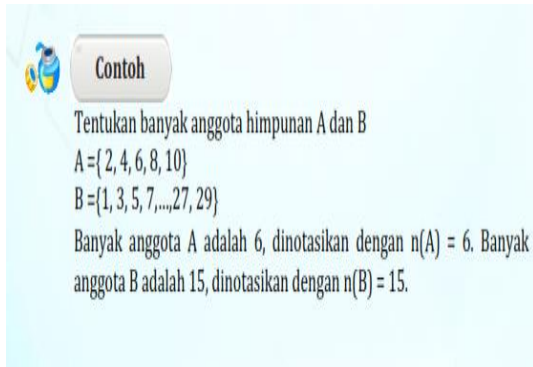 Contoh
Tentukan banyak anggota himpunan A dan B
A ={ 2, 4, 6, 8, 10}
B ={1, 3, 5, 7,...,27, 29}
Banyak anggota A adalah 6, dinotasikan dengan n(A) = 6. Banyak
anggota B adalah 15, dinotasikan dengan n(B) = 15.